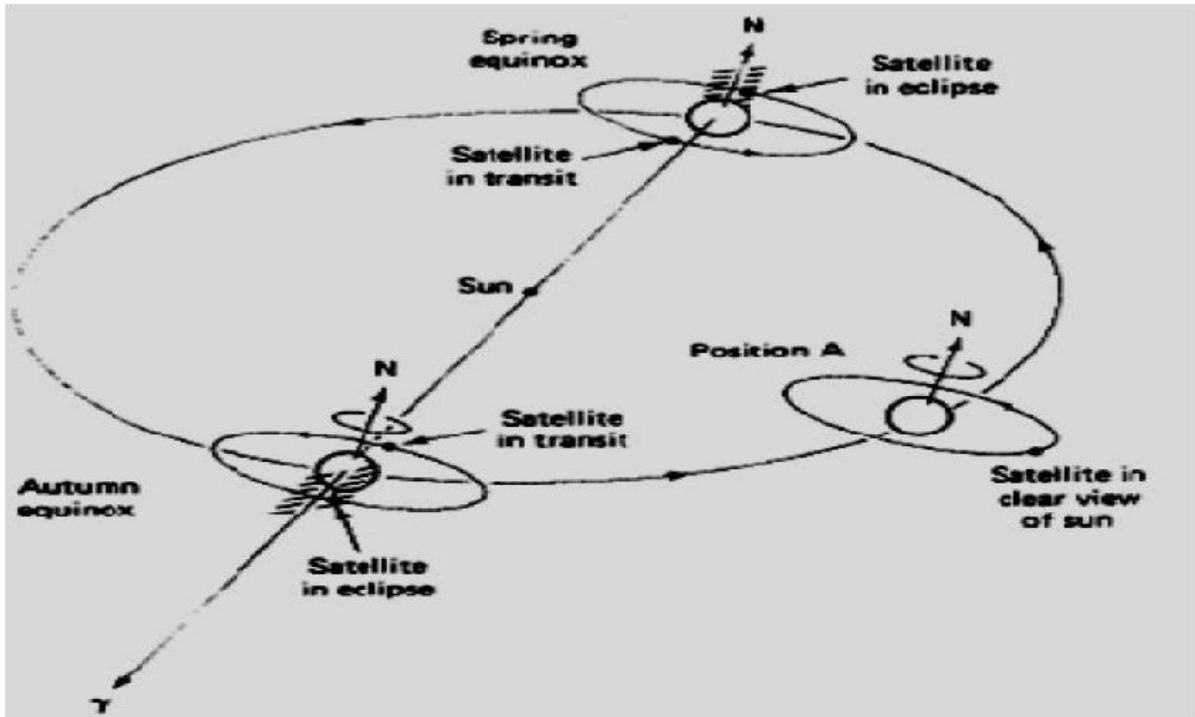 N
Spring
equinox
Satellite
in eclipse
Satellite
in transit
Sun
N
Position A
N
Satellite
in transit
Satellite in
clear view
of sun
Autumn
equinox
Satellite
in eclipse
γ